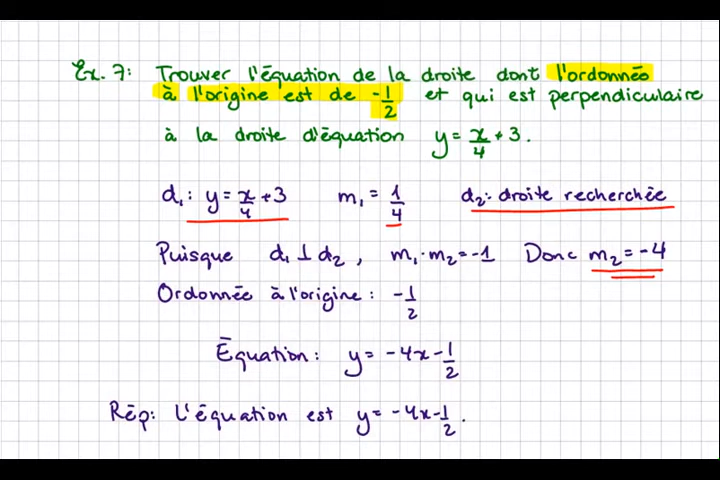 Ex. 7: Trouver l'équation de la droite dont l'ordonnée
à l'origine est de -1/2 et qui est perpendiculaire
à la droite d'équation y = x/4 + 3.
d₁: y = x/4 + 3 m₁ = 1/4 d₂: droite recherchée
Puisque d₁ ⊥ d₂, m₁ · m₂ = -1 Donc m₂ = -4
Ordonnée à l'origine : -1/2
Équation : y = -4x - 1/2
Rép: L'équation est y = -4x - 1/2.